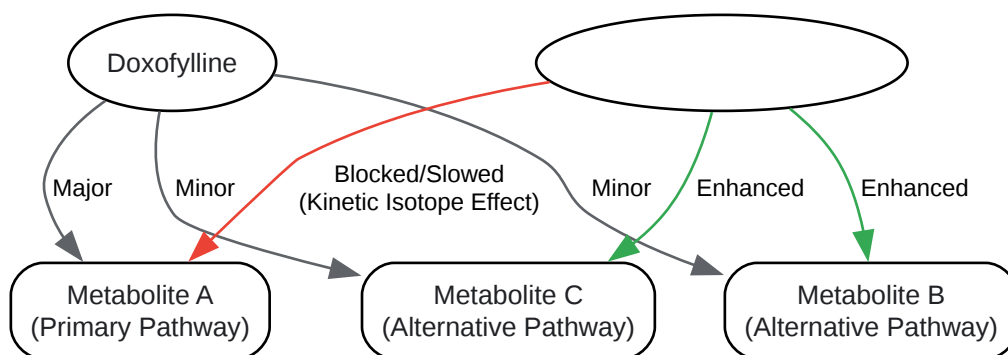 Doxofylline
Major
Minor
Blocked/Slowed
(Kinetic Isotope Effect)
Minor
Enhanced
Enhanced
Metabolite A
(Primary Pathway)
Metabolite C
(Alternative Pathway)
Metabolite B
(Alternative Pathway)